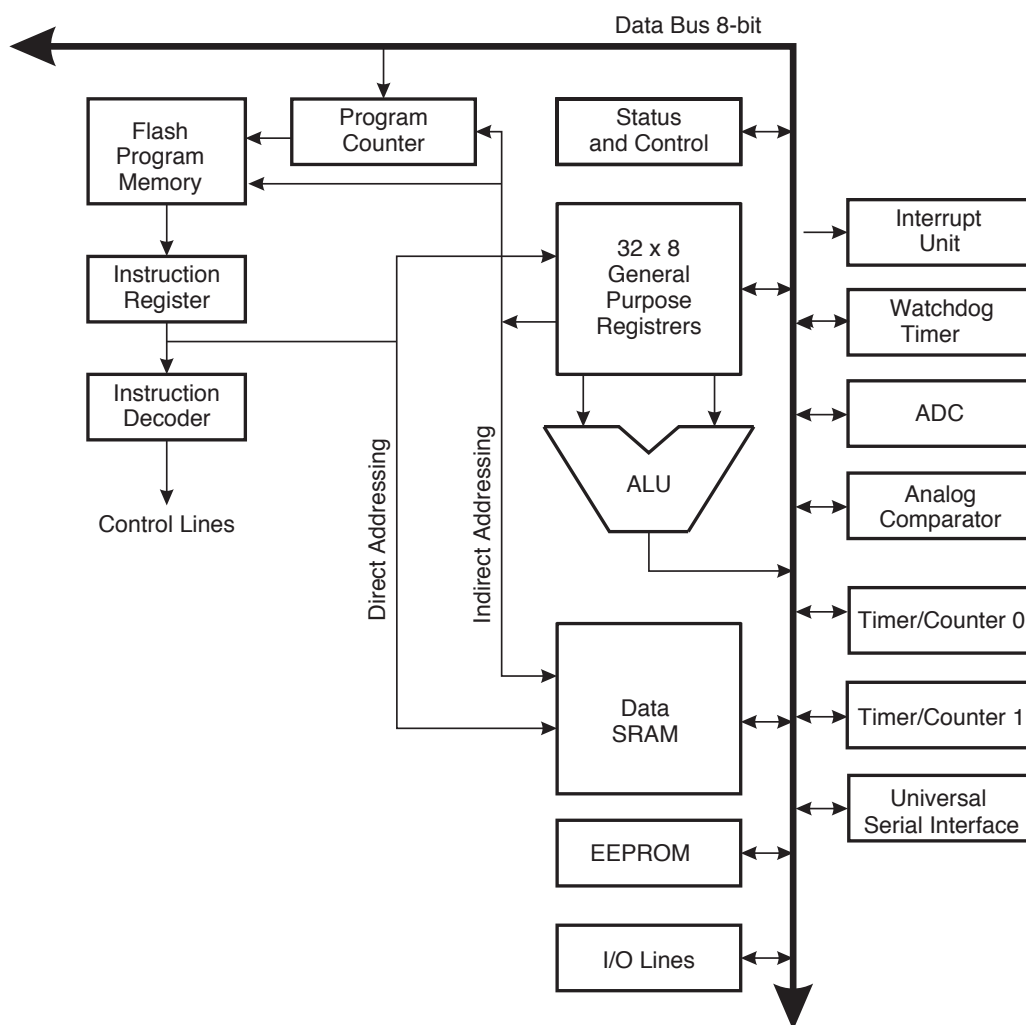 Data Bus 8-bit
Flash
Program
Memory
Program
Counter
Status
and Control
Interrupt
Unit
32 x 8
General
Purpose
Registrers
Instruction
Register
Watchdog
Timer
Instruction
Decoder
ADC
ALU
Analog
Comparator
Control Lines
Direct Addressing
Indirect Addressing
Timer/Counter 0
Data
SRAM
Timer/Counter 1
Universal
Serial Interface
EEPROM
I/O Lines